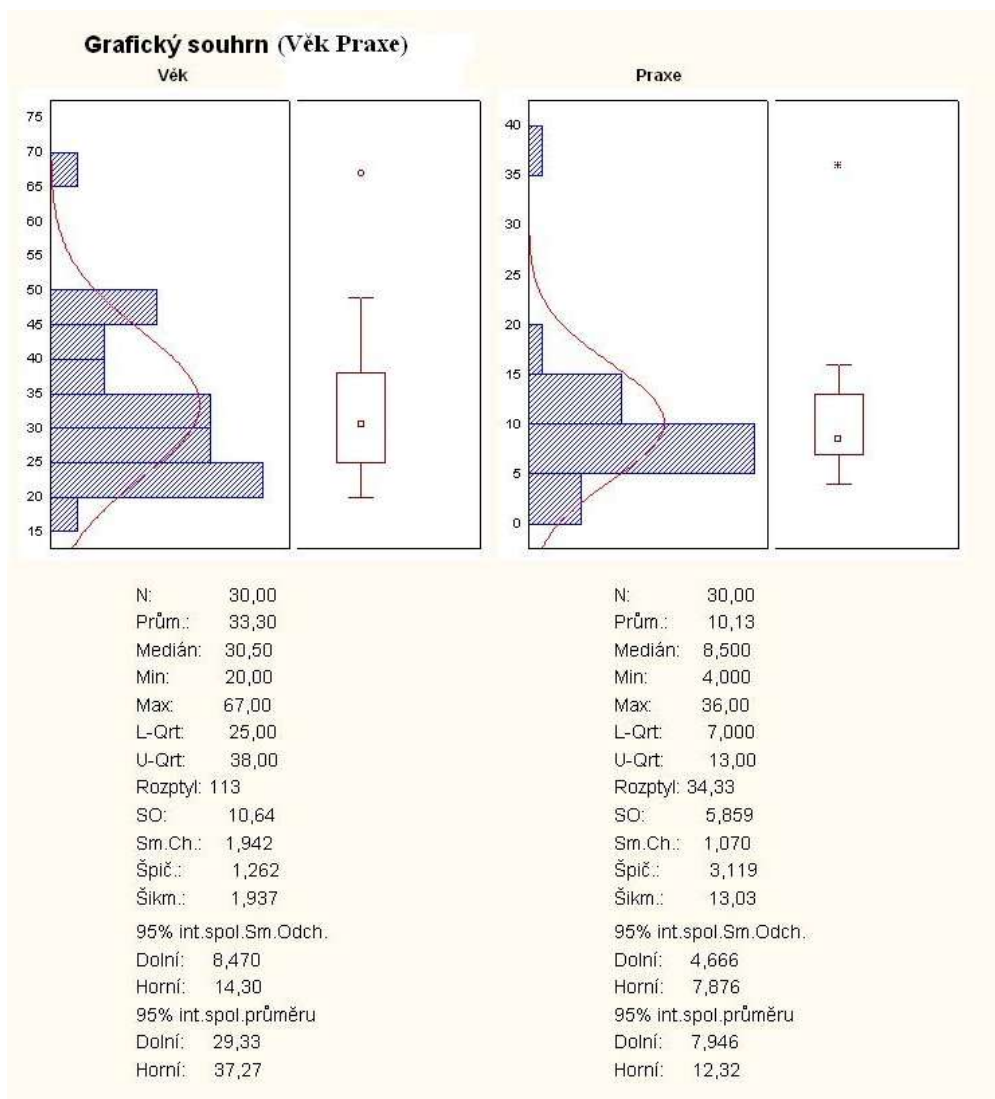 Grafický souhrn (Věk Praxe)
Věk
75
70
65
60
55
50
45
40
35
30
25
20
15
Praxe
40
35
30
25
20
15
10
5
0
N: 30,00
Prům.: 33,30
Medián: 30,50
Min: 20,00
Max: 67,00
L-Qrt: 25,00
U-Qrt: 38,00
Rozptyl: 113
SO: 10,64
Sm.Ch.: 1,942
Špič.: 1,262
Šikm.: 1,937
95% int.spol.Sm.Odch.
Dolní: 8,470
Horní: 14,30
95% int.spol.průměru
Dolní: 29,33
Horní: 37,27
N: 30,00
Prům.: 10,13
Medián: 8,500
Min: 4,000
Max: 36,00
L-Qrt: 7,000
U-Qrt: 13,00
Rozptyl: 34,33
SO: 5,859
Sm.Ch.: 1,070
Špič.: 3,119
Šikm.: 13,03
95% int.spol.Sm.Odch.
Dolní: 4,666
Horní: 7,876
95% int.spol.průměru
Dolní: 7,946
Horní: 12,32